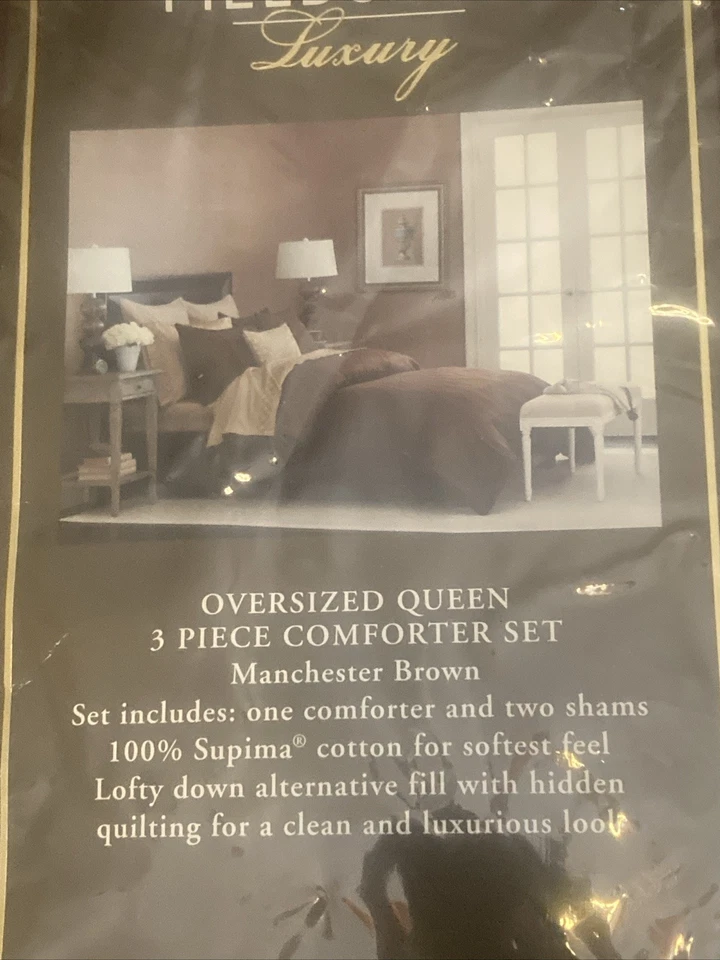 Luxury
OVERSIZED QUEEN
3 PIECE COMFORTER SET
Manchester Brown
Set includes: one comforter and two shams
100% Supima® cotton for softest feel
Lofty down alternative fill with hidden
quilting for a clean and luxurious look